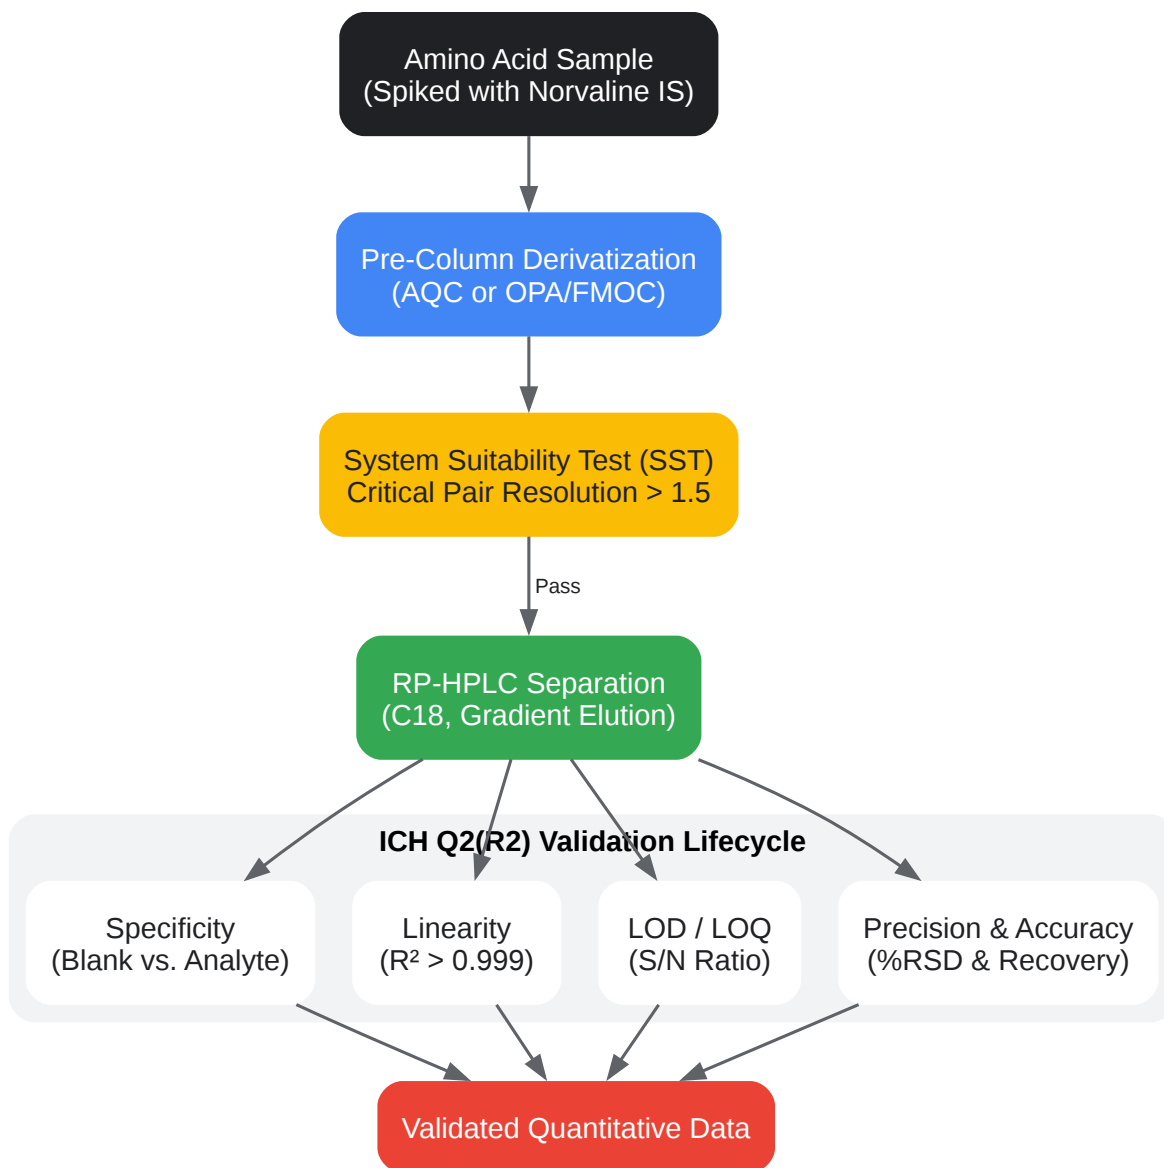 Amino Acid Sample
(Spiked with Norvaline IS)
Pre-Column Derivatization
(AQC or OPA/FMOC)
System Suitability Test (SST)
Critical Pair Resolution > 1.5
Pass
RP-HPLC Separation
(C18, Gradient Elution)
ICH Q2(R2) Validation Lifecycle
Specificity
(Blank vs. Analyte)
Linearity
(R² > 0.999)
LOD / LOQ
(S/N Ratio)
Precision & Accuracy
(%RSD & Recovery)
Validated Quantitative Data